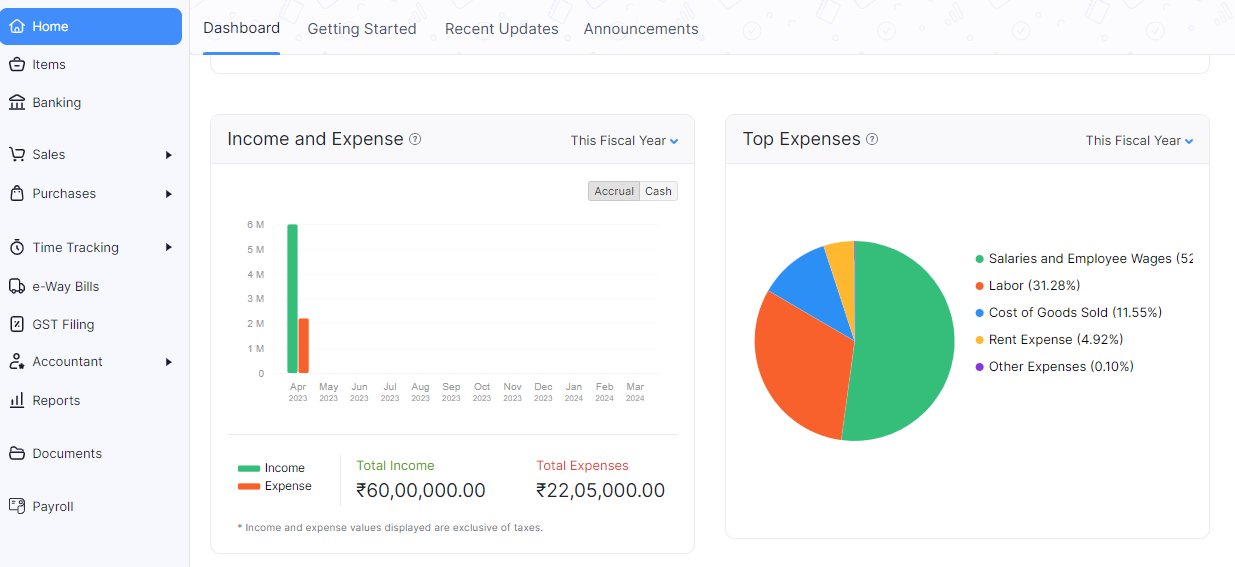 Home
Items
Banking
Sales
Purchases
Time Tracking
e-Way Bills
GST Filing
Accountant
Reports
Documents
Payroll
Dashboard Getting Started Recent Updates Announcements
Income and Expense ? This Fiscal Year
Accrual Cash
6 M
5 M
4 M
3 M
2 M
1 M
0
Apr May Jun Jul Aug Sep Oct Nov Dec Jan Feb Mar
2023 2023 2023 2023 2023 2023 2023 2023 2023 2024 2024 2024
Income
Expense
Total Income
₹60,00,000.00
Total Expenses
₹22,05,000.00
* Income and expense values displayed are exclusive of taxes.
Top Expenses ? This Fiscal Year
Salaries and Employee Wages (52
Labor (31.28%)
Cost of Goods Sold (11.55%)
Rent Expense (4.92%)
Other Expenses (0.10%)